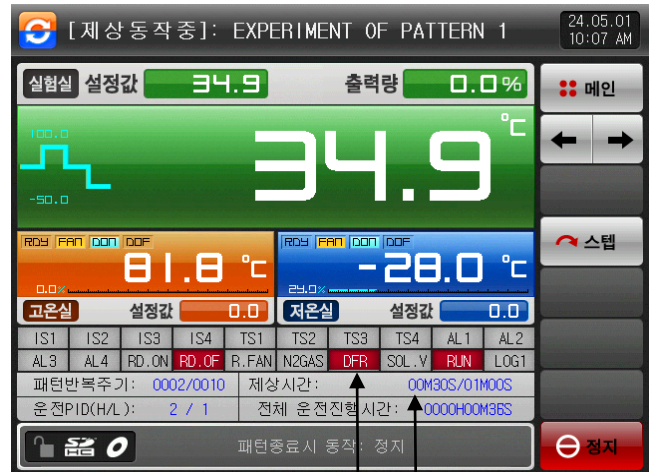 [제상동작중]: EXPERIMENT OF PATTERN 1
24.05.01
10:07 AM
실험실 설정값 34.9 출력량 0.0%
메인
100.0
-50.0
34.9 ℃
스텝
RDY FAN DON DOF
81.8 ℃
0.0%
고온실 설정값 0.0
RDY FAN DON DOF
-28.0 ℃
29.0%
저온실 설정값 0.0
IS1 IS2 IS3 IS4 TS1 TS2 TS3 TS4 AL1 AL2
AL3 AL4 RD.ON RD.OF R.FAN N2GAS DFR SOL.V RUN LOG1
패턴반복주기: 0002/0010 제상시간: 00M30S/01M00S
운전PID(H/L): 2 / 1 전체 운전진행시간: 0000H00M36S
패턴종료시 동작: 정지
정지